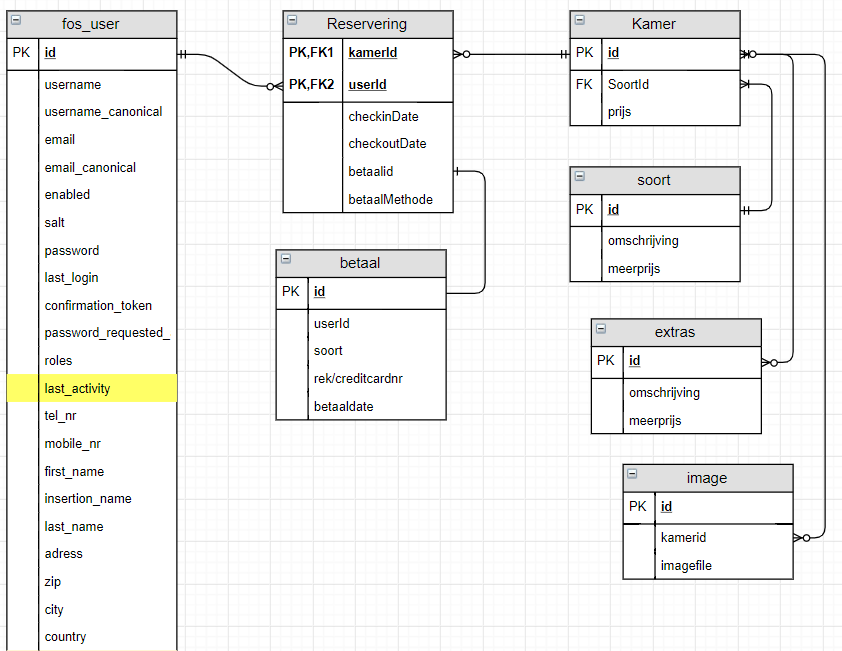 fos_user
PK id
username
username_canonical
email
email_canonical
enabled
salt
password
last_login
confirmation_token
password_requested_
roles
last_activity
tel_nr
mobile_nr
first_name
insertion_name
last_name
adress
zip
city
country
Reservering
PK,FK1 kamerId
PK,FK2 userId
checkinDate
checkoutDate
betaalid
betaalMethode
betaal
PK id
userId
soort
rek/creditcardnr
betaaldate
Kamer
PK id
FK SoortId
prijs
soort
PK id
omschrijving
meerprijs
extras
PK id
omschrijving
meerprijs
image
PK id
kamerid
imagefile